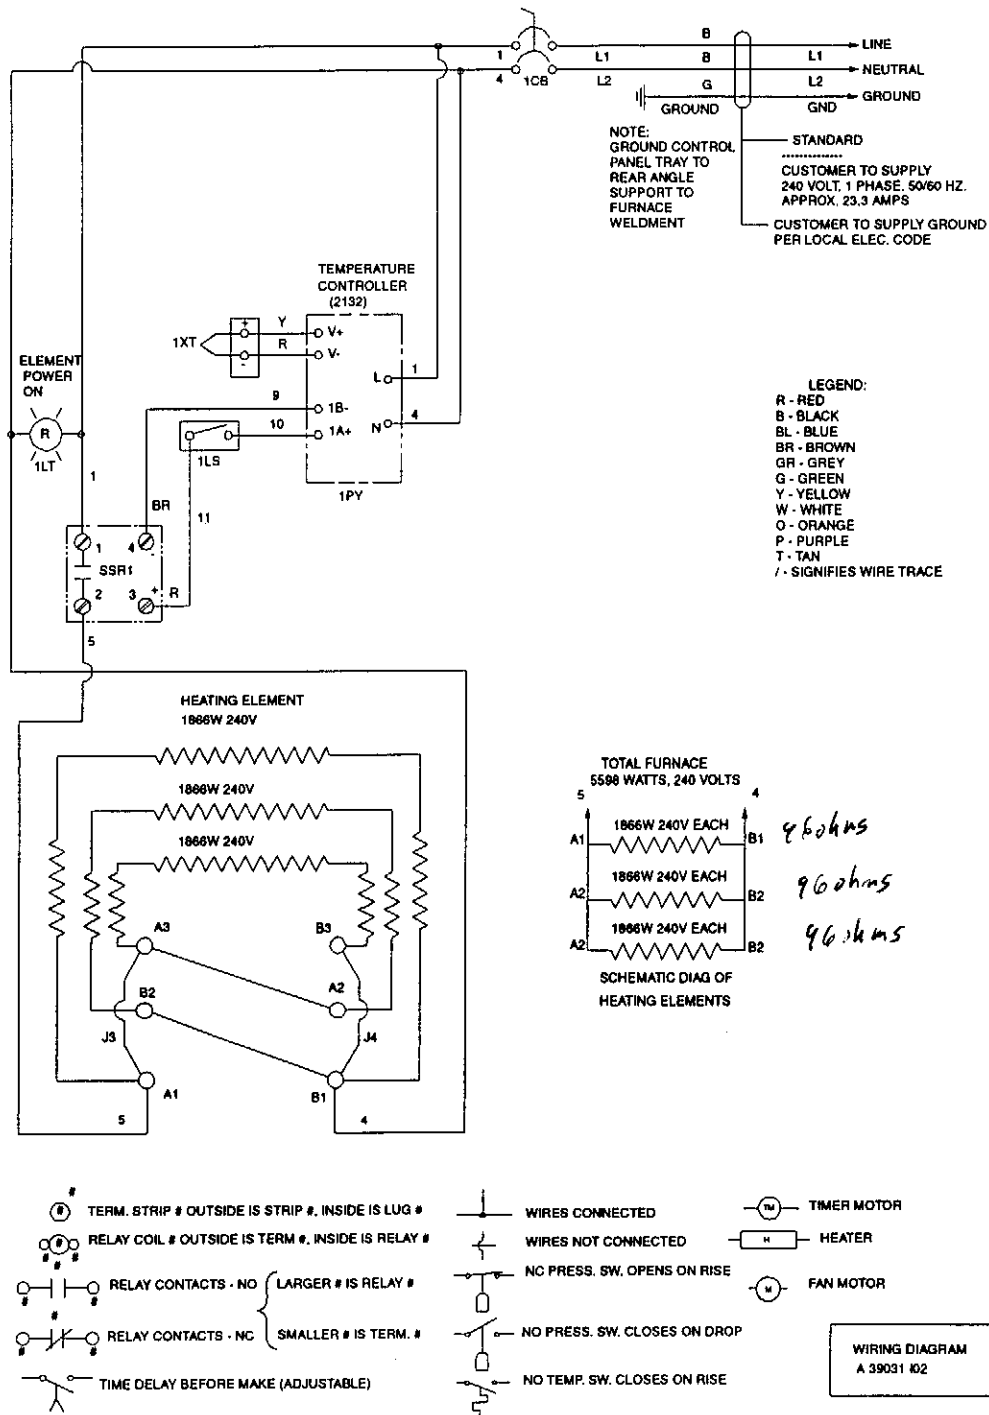 B
LINE
1
L1
B
L1
NEUTRAL
4
1CB
L2
G
L2
GROUND
GROUND
GND
NOTE:
GROUND CONTROL
PANEL TRAY TO
REAR ANGLE
SUPPORT TO
FURNACE
WELDMENT
STANDARD
CUSTOMER TO SUPPLY
240 VOLT, 1 PHASE, 50/60 HZ.
APPROX. 23.3 AMPS
CUSTOMER TO SUPPLY GROUND
PER LOCAL ELEC. CODE
TEMPERATURE
CONTROLLER
(2132)
1XT
+
-
Y
R
V+
V-
L
1
9
1B-
10
1A+
N
4
1LS
1PY
ELEMENT
POWER
ON
R
1LT
1
BR
11
1
4
-
SSR1
2
3
+
R
5
LEGEND:
R - RED
B - BLACK
BL - BLUE
BR - BROWN
GR - GREY
G - GREEN
Y - YELLOW
W - WHITE
O - ORANGE
P - PURPLE
T - TAN
/ - SIGNIFIES WIRE TRACE
HEATING ELEMENT
1866W 240V
1866W 240V
1866W 240V
A3
B3
B2
A2
J3
J4
A1
B1
5
4
TOTAL FURNACE
5598 WATTS, 240 VOLTS
5
4
1866W 240V EACH
A1
B1
96 ohms
1866W 240V EACH
A2
B2
96 ohms
1866W 240V EACH
A2
B2
96 ohms
SCHEMATIC DIAG OF
HEATING ELEMENTS
# # TERM. STRIP # OUTSIDE IS STRIP #, INSIDE IS LUG #
# # # # RELAY COIL # OUTSIDE IS TERM #, INSIDE IS RELAY #
# # # RELAY CONTACTS - NO LARGER # IS RELAY #
# # RELAY CONTACTS - NC SMALLER # IS TERM. #
TIME DELAY BEFORE MAKE (ADJUSTABLE)
WIRES CONNECTED
WIRES NOT CONNECTED
NC PRESS. SW. OPENS ON RISE
NO PRESS. SW. CLOSES ON DROP
NO TEMP. SW. CLOSES ON RISE
TM TIMER MOTOR
H HEATER
M FAN MOTOR
WIRING DIAGRAM
A 39031 I02